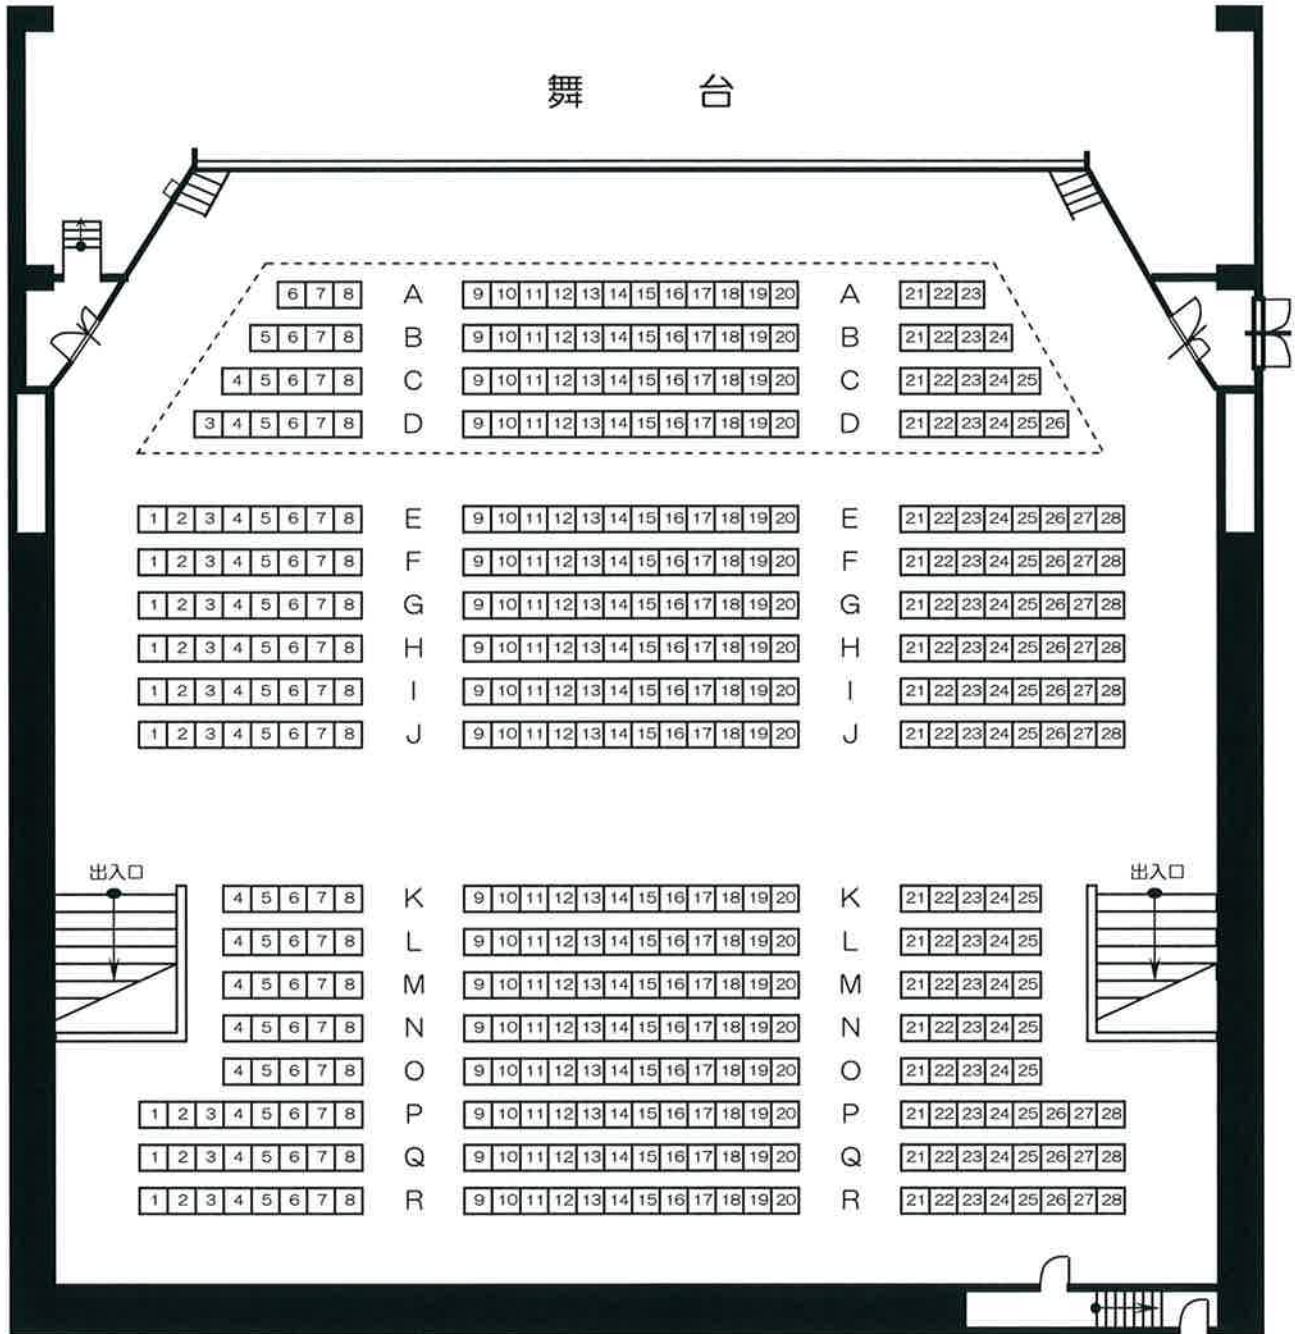 舞 台
6 7 8 A 9 10 11 12 13 14 15 16 17 18 19 20 A 21 22 23
5 6 7 8 B 9 10 11 12 13 14 15 16 17 18 19 20 B 21 22 23 24
4 5 6 7 8 C 9 10 11 12 13 14 15 16 17 18 19 20 C 21 22 23 24 25
3 4 5 6 7 8 D 9 10 11 12 13 14 15 16 17 18 19 20 D 21 22 23 24 25 26
1 2 3 4 5 6 7 8 E 9 10 11 12 13 14 15 16 17 18 19 20 E 21 22 23 24 25 26 27 28
1 2 3 4 5 6 7 8 F 9 10 11 12 13 14 15 16 17 18 19 20 F 21 22 23 24 25 26 27 28
1 2 3 4 5 6 7 8 G 9 10 11 12 13 14 15 16 17 18 19 20 G 21 22 23 24 25 26 27 28
1 2 3 4 5 6 7 8 H 9 10 11 12 13 14 15 16 17 18 19 20 H 21 22 23 24 25 26 27 28
1 2 3 4 5 6 7 8 I 9 10 11 12 13 14 15 16 17 18 19 20 I 21 22 23 24 25 26 27 28
1 2 3 4 5 6 7 8 J 9 10 11 12 13 14 15 16 17 18 19 20 J 21 22 23 24 25 26 27 28
出入口 出入口
4 5 6 7 8 K 9 10 11 12 13 14 15 16 17 18 19 20 K 21 22 23 24 25
4 5 6 7 8 L 9 10 11 12 13 14 15 16 17 18 19 20 L 21 22 23 24 25
4 5 6 7 8 M 9 10 11 12 13 14 15 16 17 18 19 20 M 21 22 23 24 25
4 5 6 7 8 N 9 10 11 12 13 14 15 16 17 18 19 20 N 21 22 23 24 25
4 5 6 7 8 O 9 10 11 12 13 14 15 16 17 18 19 20 O 21 22 23 24 25
1 2 3 4 5 6 7 8 P 9 10 11 12 13 14 15 16 17 18 19 20 P 21 22 23 24 25 26 27 28
1 2 3 4 5 6 7 8 Q 9 10 11 12 13 14 15 16 17 18 19 20 Q 21 22 23 24 25 26 27 28
1 2 3 4 5 6 7 8 R 9 10 11 12 13 14 15 16 17 18 19 20 R 21 22 23 24 25 26 27 28